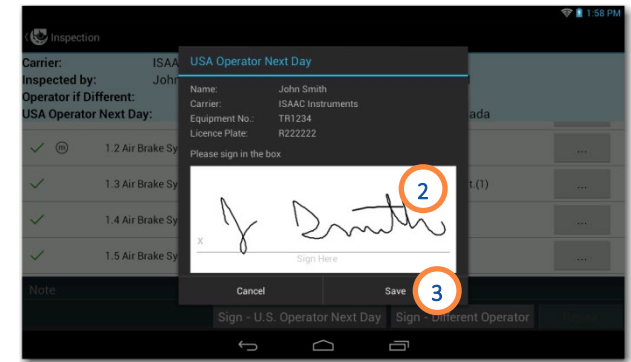 1:58 PM
Inspection
Carrier: ISAA
Inspected by: John
Operator if Different:
USA Operator Next Day: ada
1.2 Air Brake Sy ...
1.3 Air Brake Sy t.(1) ...
1.4 Air Brake Sy ...
1.5 Air Brake Sy ...
Note
Sign - U.S. Operator Next Day Sign - Different Operator
USA Operator Next Day
Name: John Smith
Carrier: ISAAC Instruments
Equipment No.: TR1234
Licence Plate: R222222
Please sign in the box
J Smith
2
X
Sign Here
Cancel Save 3